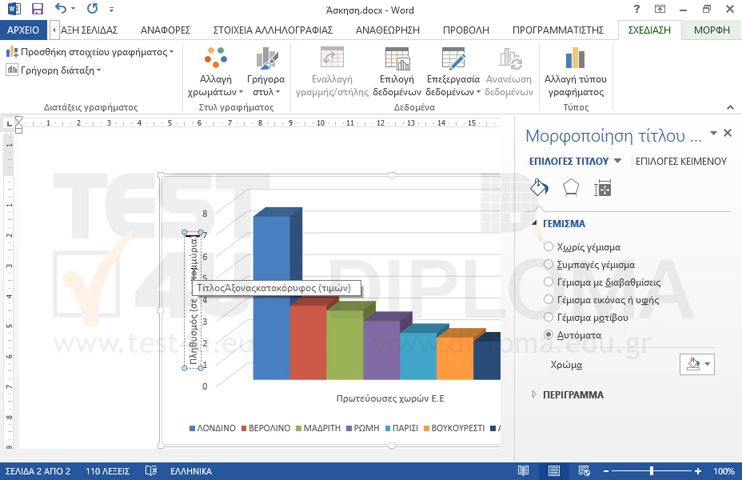 Άσκηση.docx - Word
ΑΡΧΕΙΟ
ΑΞΗ ΣΕΛΙΔΑΣ
ΑΝΑΦΟΡΕΣ
ΣΤΟΙΧΕΙΑ ΑΛΛΗΛΟΓΡΑΦΙΑΣ
ΑΝΑΘΕΩΡΗΣΗ
ΠΡΟΒΟΛΗ
ΠΡΟΓΡΑΜΜΑΤΙΣΤΗΣ
ΣΧΕΔΙΑΣΗ
ΜΟΡΦΗ
Προσθήκη στοιχείου γραφήματος
Γρήγορη διάταξη
Αλλαγή
χρωμάτων
Γρήγορα
στυλ
Εναλλαγή
γραμμής/στήλης
Επιλογή
δεδομένων
Επεξεργασία
δεδομένων
Ανανέωση
δεδομένων
Αλλαγή τύπου
γραφήματος
Διατάξεις γραφήματος
Στυλ γραφήματος
Δεδομένα
Τύπος
Μορφοποίηση τίτλου ...
ΕΠΙΛΟΓΕΣ ΤΙΤΛΟΥ
ΕΠΙΛΟΓΕΣ ΚΕΙΜΕΝΟΥ
ΓΕΜΙΣΜΑ
Χωρίς γέμισμα
Συμπαγές γέμισμα
Γέμισμα με διαβαθμίσεις
Γέμισμα εικόνας ή υφής
Γέμισμα μοτίβου
Αυτόματα
Χρώμα
ΠΕΡΙΓΡΑΜΜΑ
8
7
ΤίτλοςΆξοναςκατακόρυφος (τιμών)
3
2
1
0
Πρωτεύουσες χωρών Ε.Ε
ΛΟΝΔΙΝΟ
ΒΕΡΟΛΙΝΟ
ΜΑΔΡΙΤΗ
ΡΩΜΗ
ΠΑΡΙΣΙ
ΒΟΥΚΟΥΡΕΣΤΙ
TEST
4U
DIPLOMA
www.test4u.eu
www.diploma.edu.gr
ΣΕΛΙΔΑ 2 ΑΠΟ 2
110 ΛΕΞΕΙΣ
ΕΛΛΗΝΙΚΑ
100%